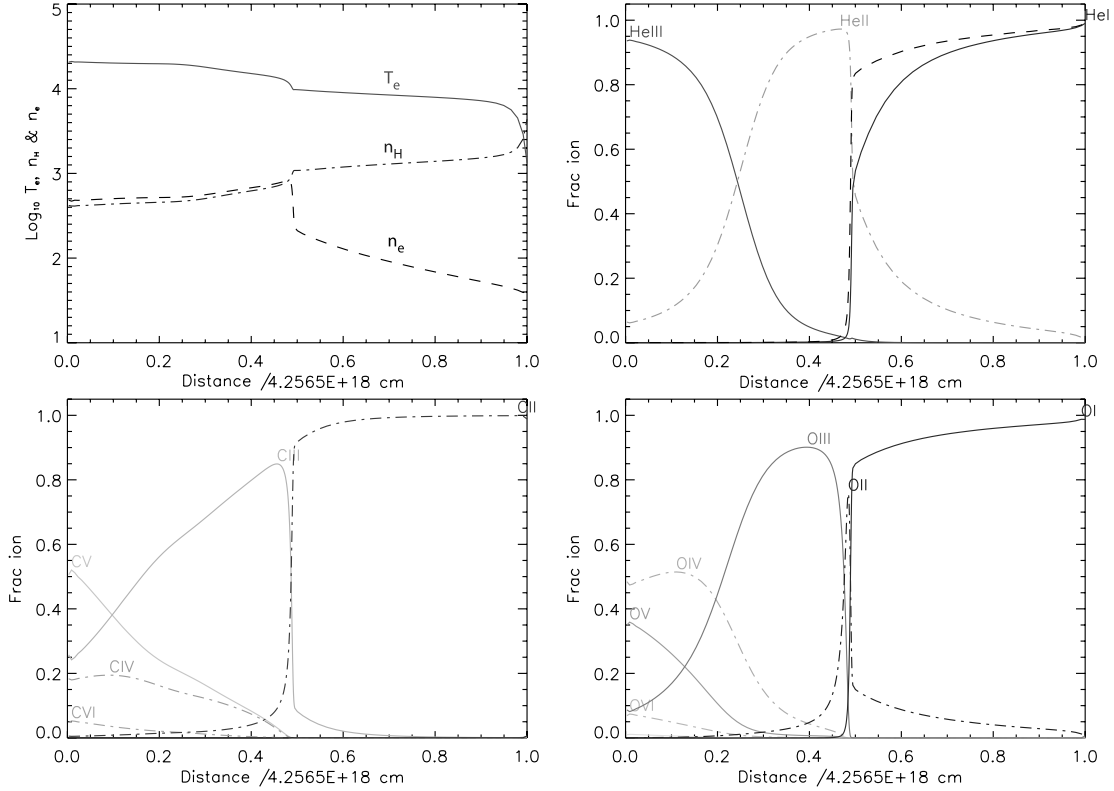 5
4
3
2
1
Log₁₀ Tₑ, n_H & nₑ
Tₑ
n_H
nₑ
0.0 0.2 0.4 0.6 0.8 1.0
Distance /4.2565E+18 cm
1.0
0.8
0.6
0.4
0.2
0.0
Frac ion
HeIII
HeII
HeI
0.0 0.2 0.4 0.6 0.8 1.0
Distance /4.2565E+18 cm
1.0
0.8
0.6
0.4
0.2
0.0
Frac ion
CII
CIII
CV
CIV
CVI
0.0 0.2 0.4 0.6 0.8 1.0
Distance /4.2565E+18 cm
1.0
0.8
0.6
0.4
0.2
0.0
Frac ion
OI
OIII
OII
OIV
OV
OVI
0.0 0.2 0.4 0.6 0.8 1.0
Distance /4.2565E+18 cm